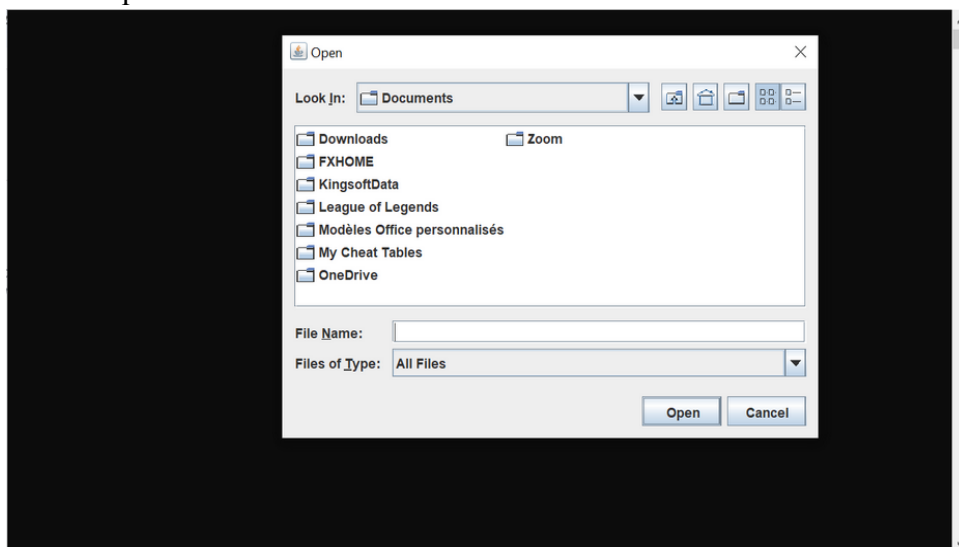 Open
Look In: Documents
Downloads
FXHOME
KingsoftData
League of Legends
Modèles Office personnalisés
My Cheat Tables
OneDrive
Zoom
File Name:
Files of Type: All Files
Open Cancel